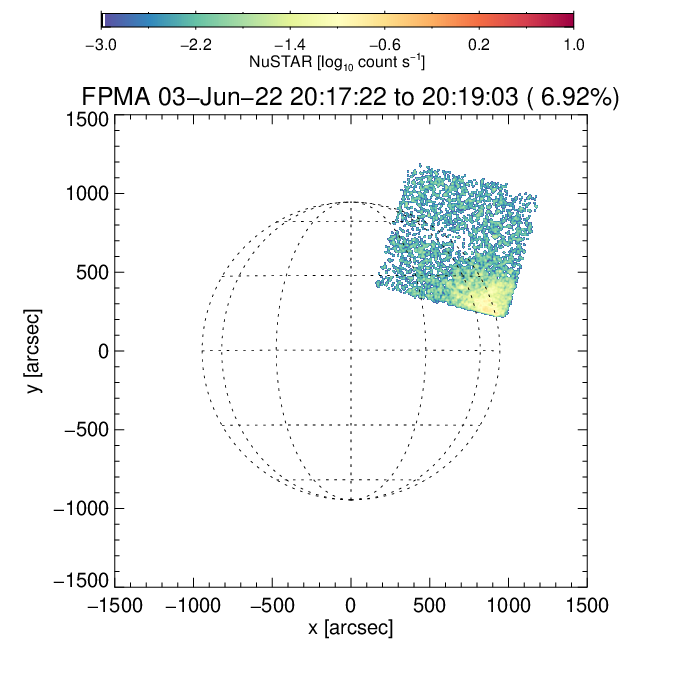 −3.0 −2.2 −1.4 −0.6 0.2 1.0
NuSTAR [log₁₀ count s⁻¹]
FPMA 03−Jun−22 20:17:22 to 20:19:03 ( 6.92%)
1500
1000
500
0
−500
−1000
−1500
y [arcsec]
−1500 −1000 −500 0 500 1000 1500
x [arcsec]